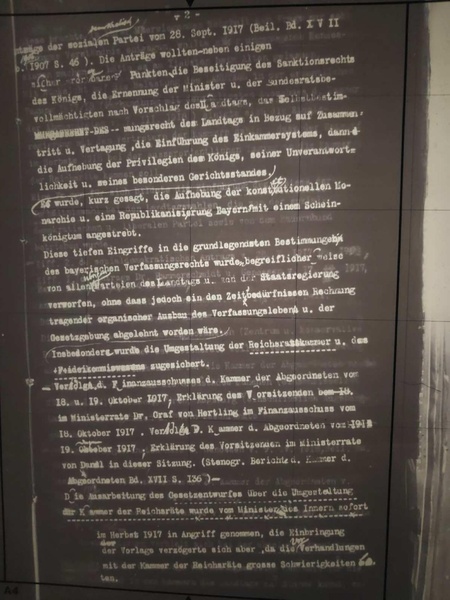 - 2 -
träge der sozialen Partei vom 28. Sept. 1917 (Beil. Bd. XVII
1907 S. 46 ). Die Anträge wollten neben einigen
Punkten die Beseitigung des Sanktionsrechts
des Königs, die Ernennung der Minister u. der Bundesratsbe-
vollmächtigten nach Vorschlag des Landtags, das Selbstbestim-
mungsrecht des Landtags in Bezug auf Zusammen-
tritt u. Vertagung ,die Einführung des Einkammersystems, dann
die Aufhebung der Privilegien des Königs, seiner Unverantwort-
lichkeit u. seines besonderen Gerichtsstandes.
Es wurde, kurz gesagt, die Aufhebung der konstitutionellen Mo-
narchie u. eine Republikanisierung Bayerns mit einem Schein-
königtum angestrebt.
Diese tiefen Eingriffe in die grundlegendsten Bestimmungen
des bayerischen Verfassungsrechts wurden begreiflicher weise
von allen Parteien des Landtags u. von der Staatsregierung
verworfen, ohne dass jedoch ein den Zeitbedürfnissen Rechnung
tragender organischer Ausbau des Verfassungslebens u. der
Gesetzgebung abgelehnt worden wäre.
Insbesondere wurde die Umgestaltung der Reichsratskammer u. des
Fideikommisswesens zugesichert.
Verhdlg.d. Finanzausschusses d. Kammer der Abgeordneten vom
18. u. 19. Oktober 1917, Erklärung des Vorsitzenden
im Ministerrate Dr. Graf von Hertling im Finanzausschuss vom
18. Oktober 1917 , Verhdlg D. Kammer d. Abgeordneten vom
19. Oktober 1917 , Erklärung des Vorsitzenden im Ministerrate
von Dandl in dieser Sitzung. (Stenogr. Berichte d. Kammer d.
Abgeordneten Bd. XVII S. 136 )-
Die Ausarbeitung des Gesetzentwurfes über die Umgestaltung
der Kammer der Reichsräte wurde vom Ministerium des Innern sofort
im Herbst 1917 in Angriff genommen, die Einbringung
der Vorlage verzögerte sich aber ,da die Verhandlungen
mit der Kammer der Reichsräte grosse Schwierigkeiten bo-
ten.